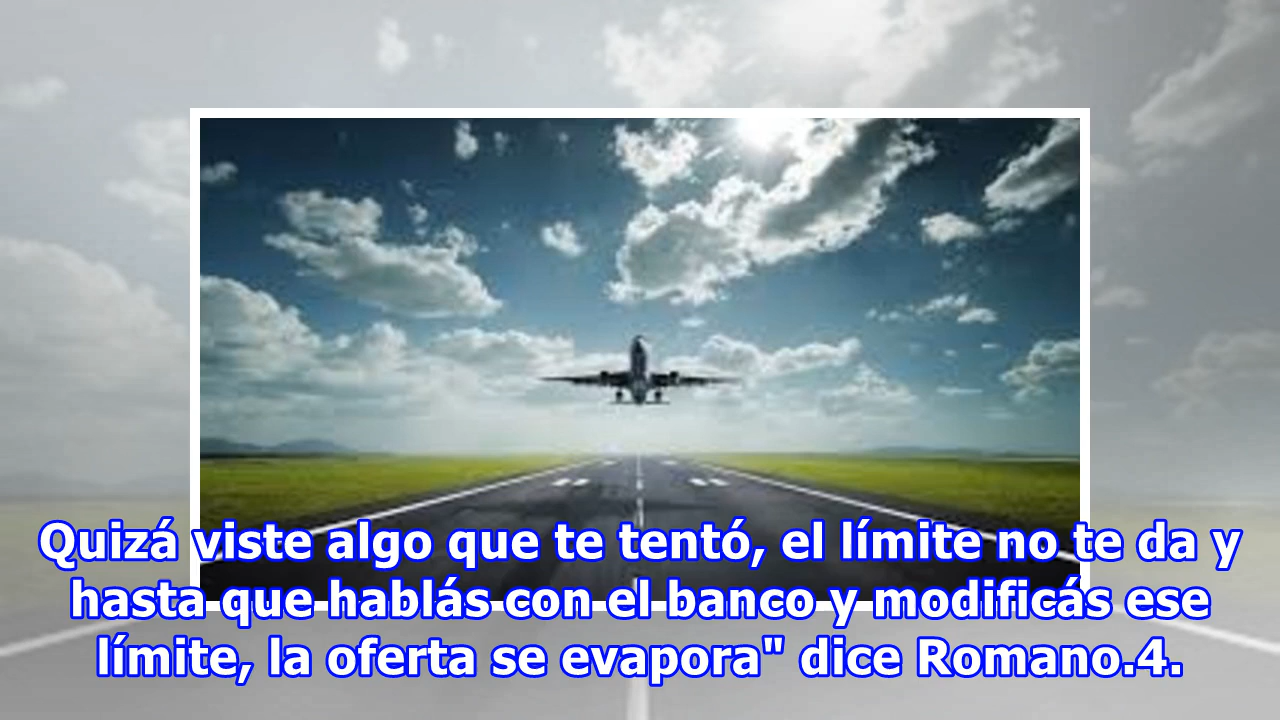 Quizá viste algo que te tentó, el límite no te da y
hasta que hablás con el banco y modificás ese
límite, la oferta se evapora" dice Romano.4.